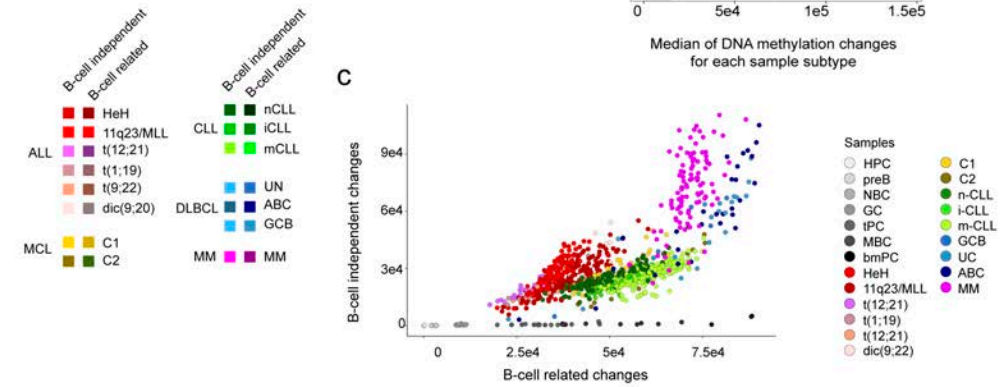 0 5e4 1e5 1.5e5
Median of DNA methylation changes
for each sample subtype
B-cell independent
B-cell related
HeH
11q23/MLL
ALL t(12;21)
t(1;19)
t(9;22)
dic(9;20)
MCL C1
C2
B-cell independent
B-cell related
nCLL
CLL iCLL
mCLL
UN
DLBCL ABC
GCB
MM MM
C
B-cell independent changes
9e4
6e4
3e4
0
0 2.5e4 5e4 7.5e4
B-cell related changes
Samples
HPC
preB
NBC
GC
tPC
MBC
bmPC
HeH
11q23/MLL
t(12;21)
t(1;19)
t(12;21)
dic(9;22)
C1
C2
n-CLL
i-CLL
m-CLL
GCB
UC
ABC
MM